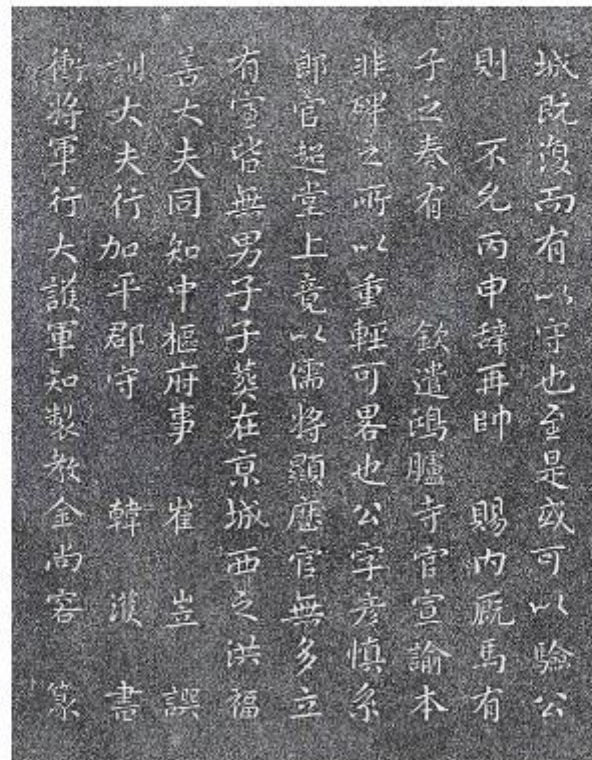 城既復而有以守也至是或可以驗公
則 不允丙申辭再帥 賜內厩馬有
子之奏有 欽遣鴻臚寺官宣諭本
非碑之所以重輕可畧也公字彦慎系
郎官超堂上竟以儒將顯歷官無多立
有宣皆無男子子葬在京城西之洪福
善大夫同知中樞府事 崔岦 譔
訓大夫行加平郡守 韓濩 書
衝將軍行大護軍知製教金尚容 篆